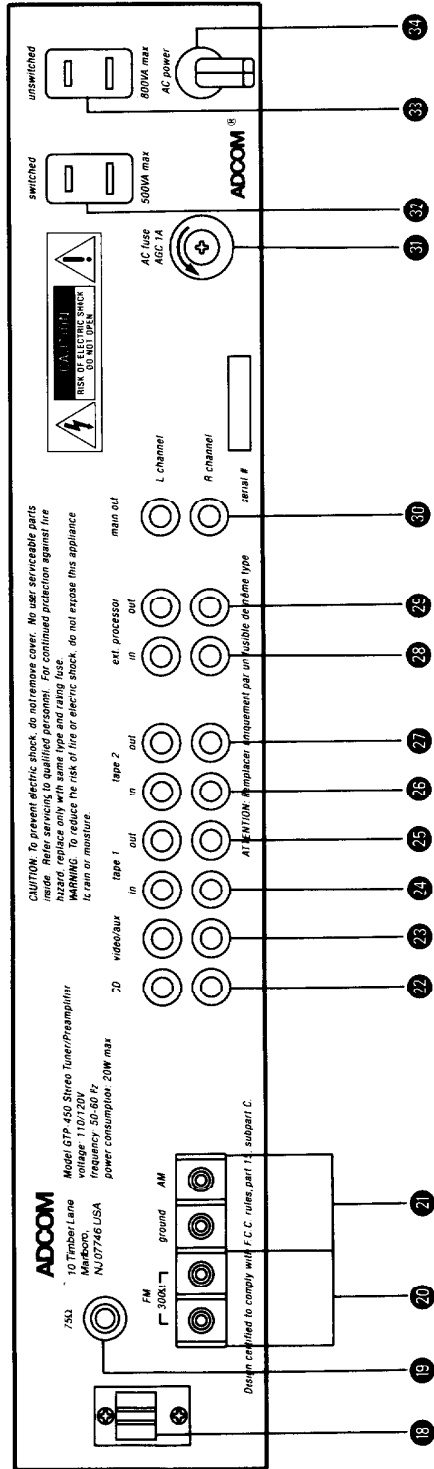 ADCOM
10 Timber Lane
Marlboro,
NJ 07746 USA
Model GTP-450 Stereo Tuner/Preamplifier
voltage: 110/120V
frequency: 50-60 Hz
power consumption: 20W max
CAUTION: To prevent electric shock, do not remove cover. No user serviceable parts
inside. Refer servicing to qualified personnel. For continued protection against fire
hazard, replace only with same type and rating fuse.
WARNING: To reduce the risk of fire or electric shock, do not expose this appliance
to rain or moisture.
CAUTION
RISK OF ELECTRIC SHOCK
DO NOT OPEN
switched
500VA max
unswitched
800VA max
AC power
AC fuse
AGC 1A
ADCOM ®
75Ω
FM
300Ω
ground
AM
CD
video/aux
tape 1
in
out
tape 2
in
out
ext. processor
in
out
main out
L channel
R channel
serial #
Design certified to comply with F C C rules, part 15, subpart C.
ATTENTION: Remplacer uniquement par un fusible de même type
18
19
20
21
22
23
24
25
26
27
28
29
30
31
32
33
34